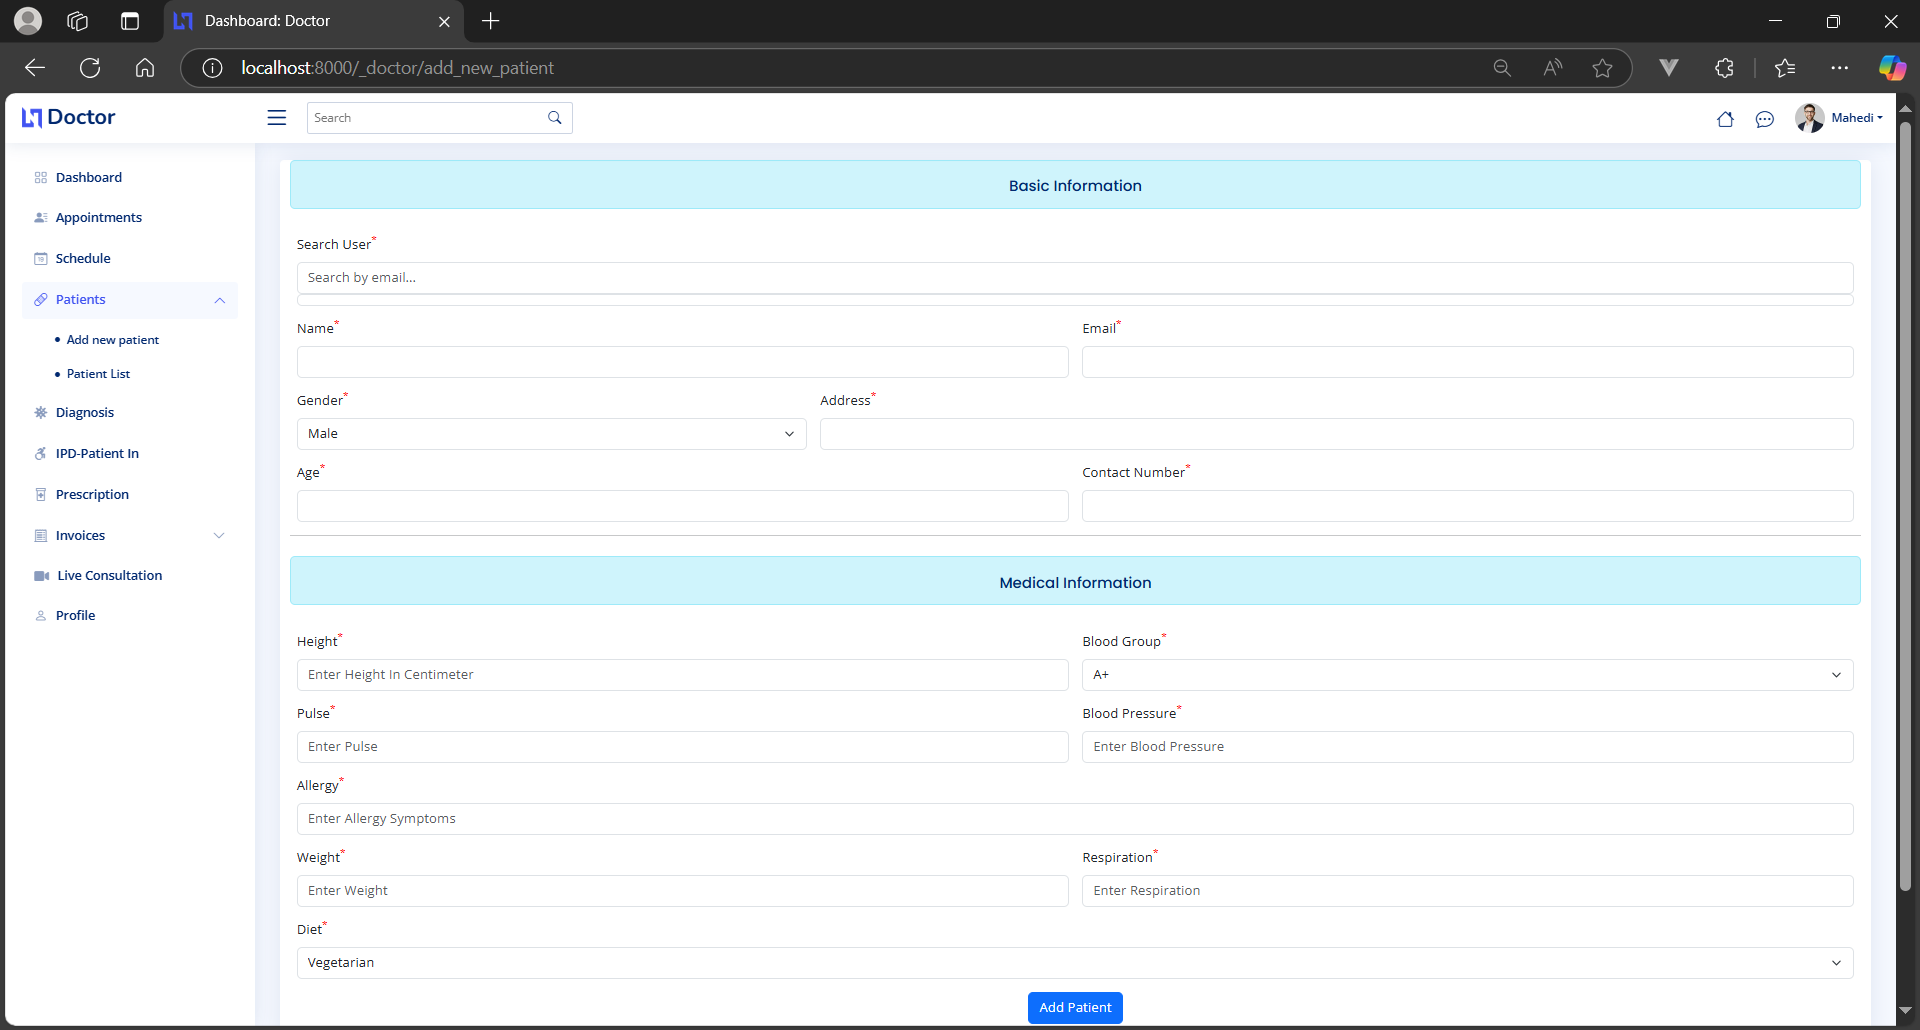 Dashboard: Doctor
localhost:8000/_doctor/add_new_patient
Doctor
Search
Mahedi
Dashboard
Appointments
Schedule
Patients
Add new patient
Patient List
Diagnosis
IPD-Patient In
Prescription
Invoices
Live Consultation
Profile
Basic Information
Search User*
Search by email...
Name* Email*
Gender* Address*
Male
Age* Contact Number*
Medical Information
Height* Blood Group*
Enter Height In Centimeter A+
Pulse* Blood Pressure*
Enter Pulse Enter Blood Pressure
Allergy*
Enter Allergy Symptoms
Weight* Respiration*
Enter Weight Enter Respiration
Diet*
Vegetarian
Add Patient